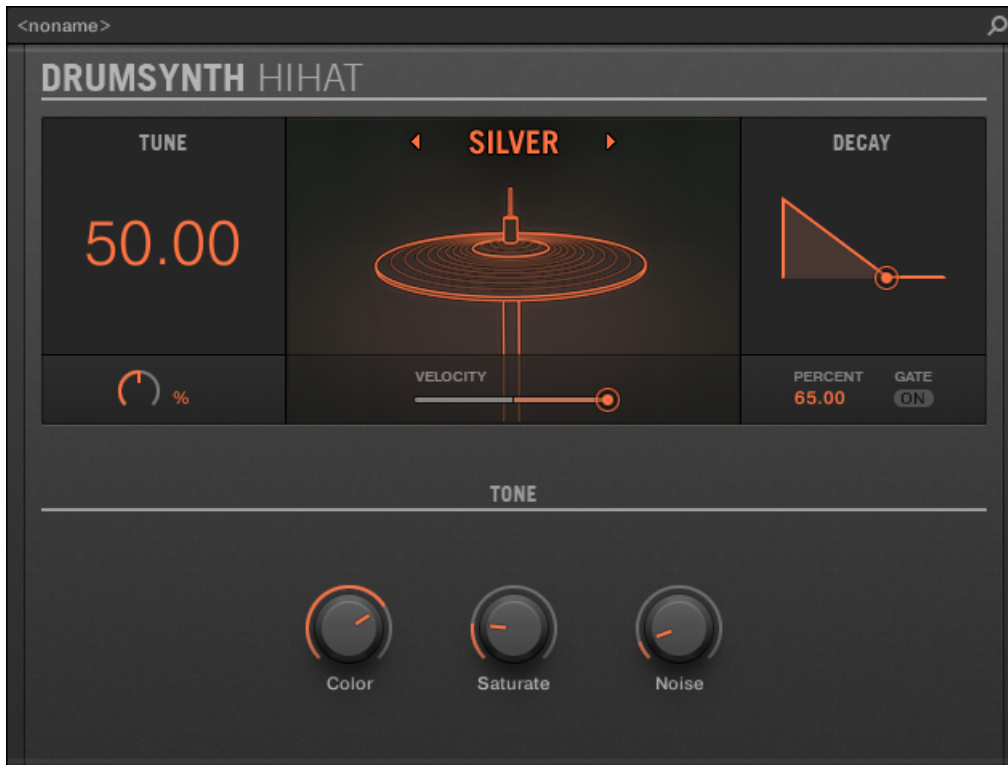 <noname>
DRUMSYNTH HIHAT
TUNE
SILVER
DECAY
50.00
%
VELOCITY
PERCENT GATE
65.00 ON
TONE
Color Saturate Noise